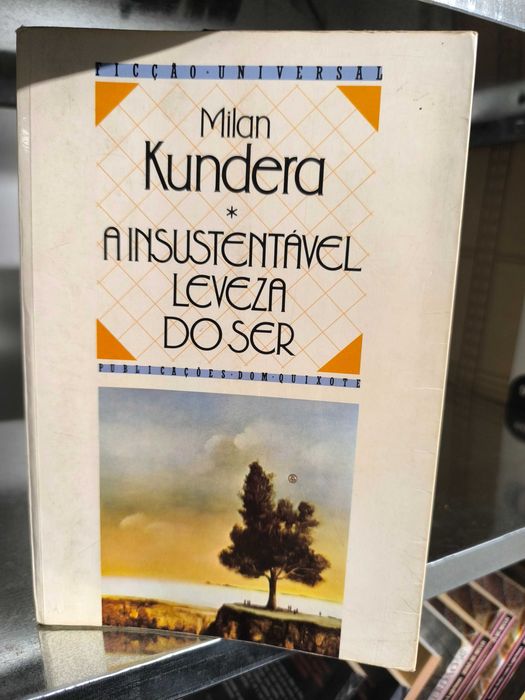 FICÇÃO · UNIVERSAL
Milan
Kundera
*
A INSUSTENTÁVEL
LEVEZA
DO SER
PUBLICAÇÕES · DOM · QUIXOTE